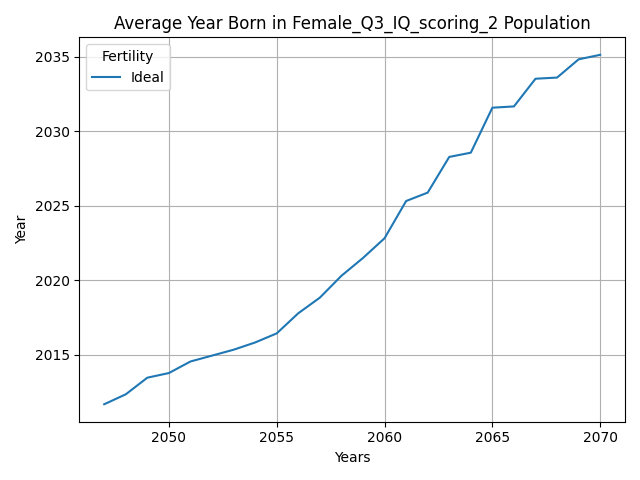 Average Year Born in Female_Q3_IQ_scoring_2 Population
Fertility
Ideal
Year
2035
2030
2025
2020
2015
2050 2055 2060 2065 2070
Years